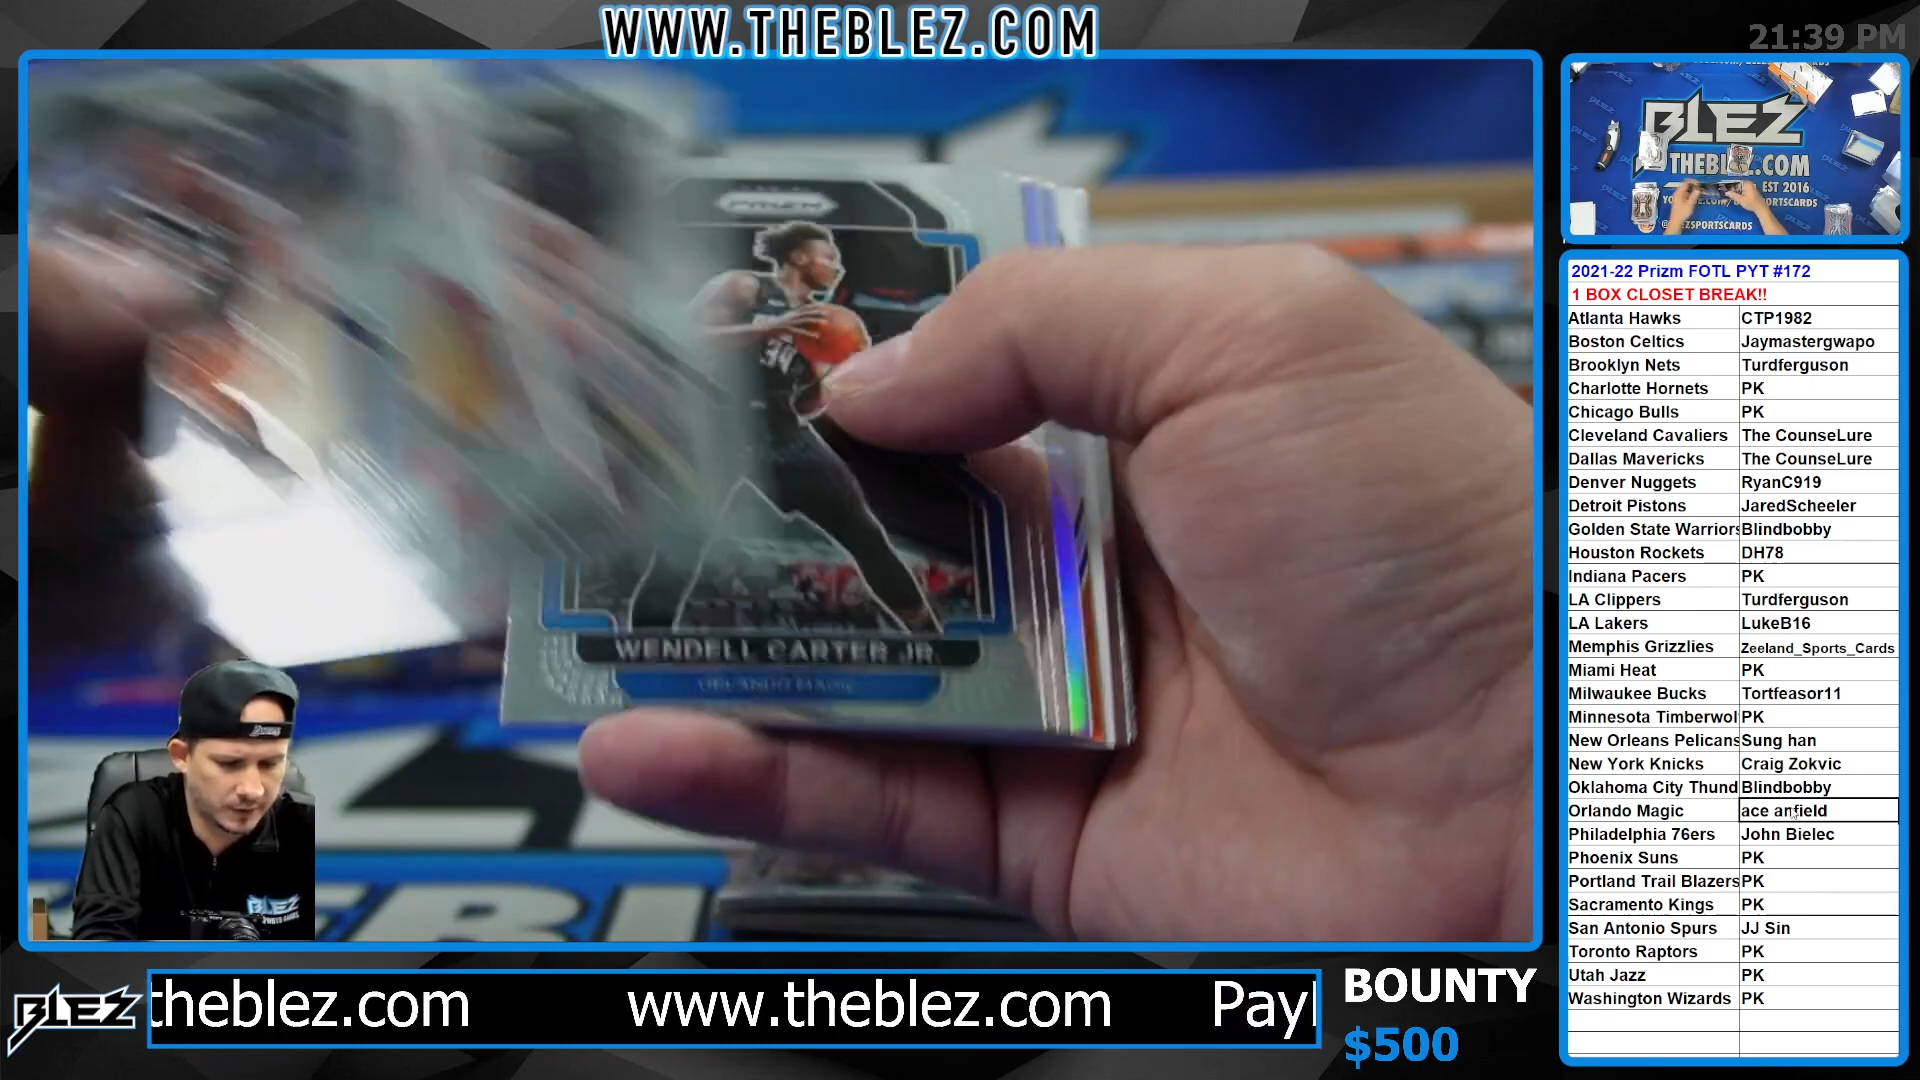 WWW.THEBLEZ.COM
21:39 PM
PRIZM
34
WENDELL CARTER JR.
ORLANDO MAGIC
BLEZ
THEBLEZ.COM
EST 2016
2021-22 Prizm FOTL PYT #172
1 BOX CLOSET BREAK!!
Atlanta Hawks CTP1982
Boston Celtics Jaymastergwapo
Brooklyn Nets Turdferguson
Charlotte Hornets PK
Chicago Bulls PK
Cleveland Cavaliers The CounseLure
Dallas Mavericks The CounseLure
Denver Nuggets RyanC919
Detroit Pistons JaredScheeler
Golden State Warriors Blindbobby
Houston Rockets DH78
Indiana Pacers PK
LA Clippers Turdferguson
LA Lakers LukeB16
Memphis Grizzlies Zeeland_Sports_Cards
Miami Heat PK
Milwaukee Bucks Tortfeasor11
Minnesota Timberwol PK
New Orleans Pelicans Sung han
New York Knicks Craig Zokvic
Oklahoma City Thund Blindbobby
Orlando Magic ace anfield
Philadelphia 76ers John Bielec
Phoenix Suns PK
Portland Trail Blazers PK
Sacramento Kings PK
San Antonio Spurs JJ Sin
Toronto Raptors PK
Utah Jazz PK
Washington Wizards PK
BLEZ
BLEZ
theblez.com www.theblez.com Pay
BOUNTY
$500